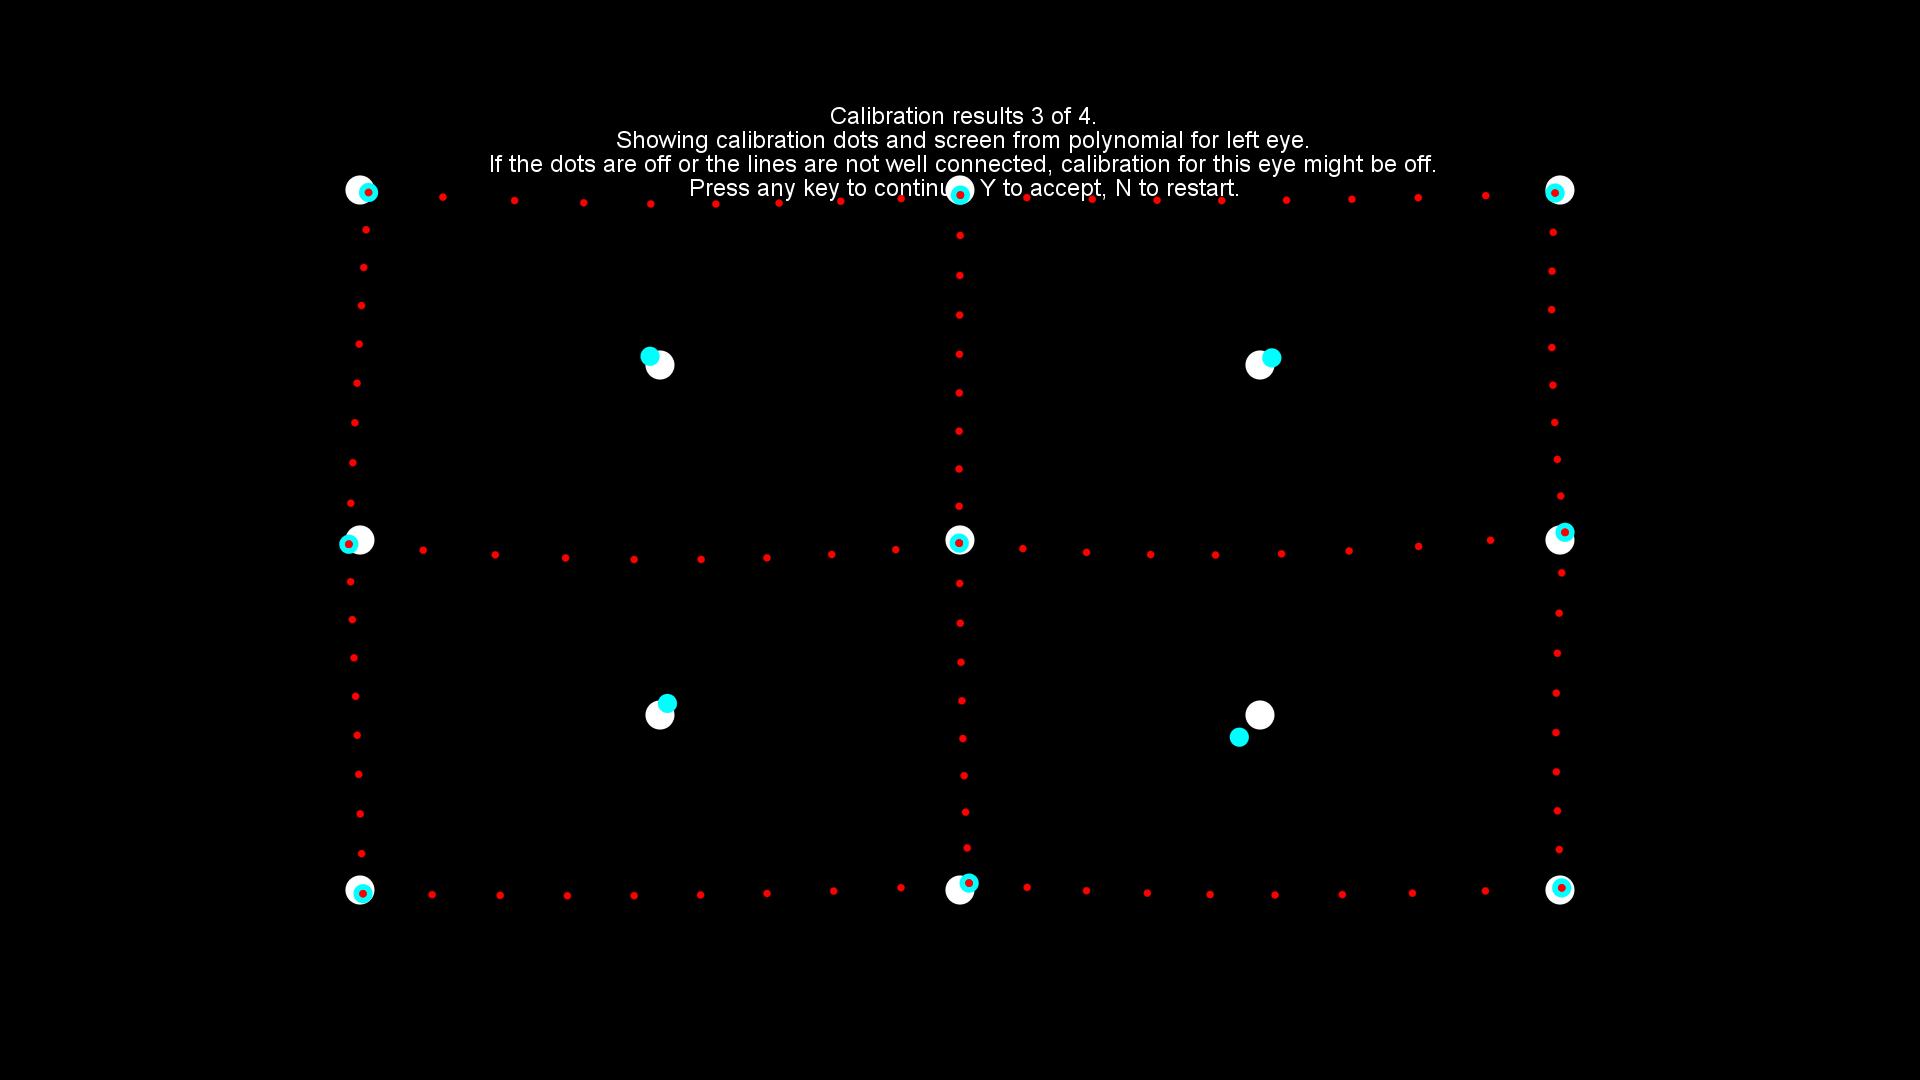 Calibration results 3 of 4.
Showing calibration dots and screen from polynomial for left eye.
If the dots are off or the lines are not well connected, calibration for this eye might be off.
Press any key to continue, Y to accept, N to restart.